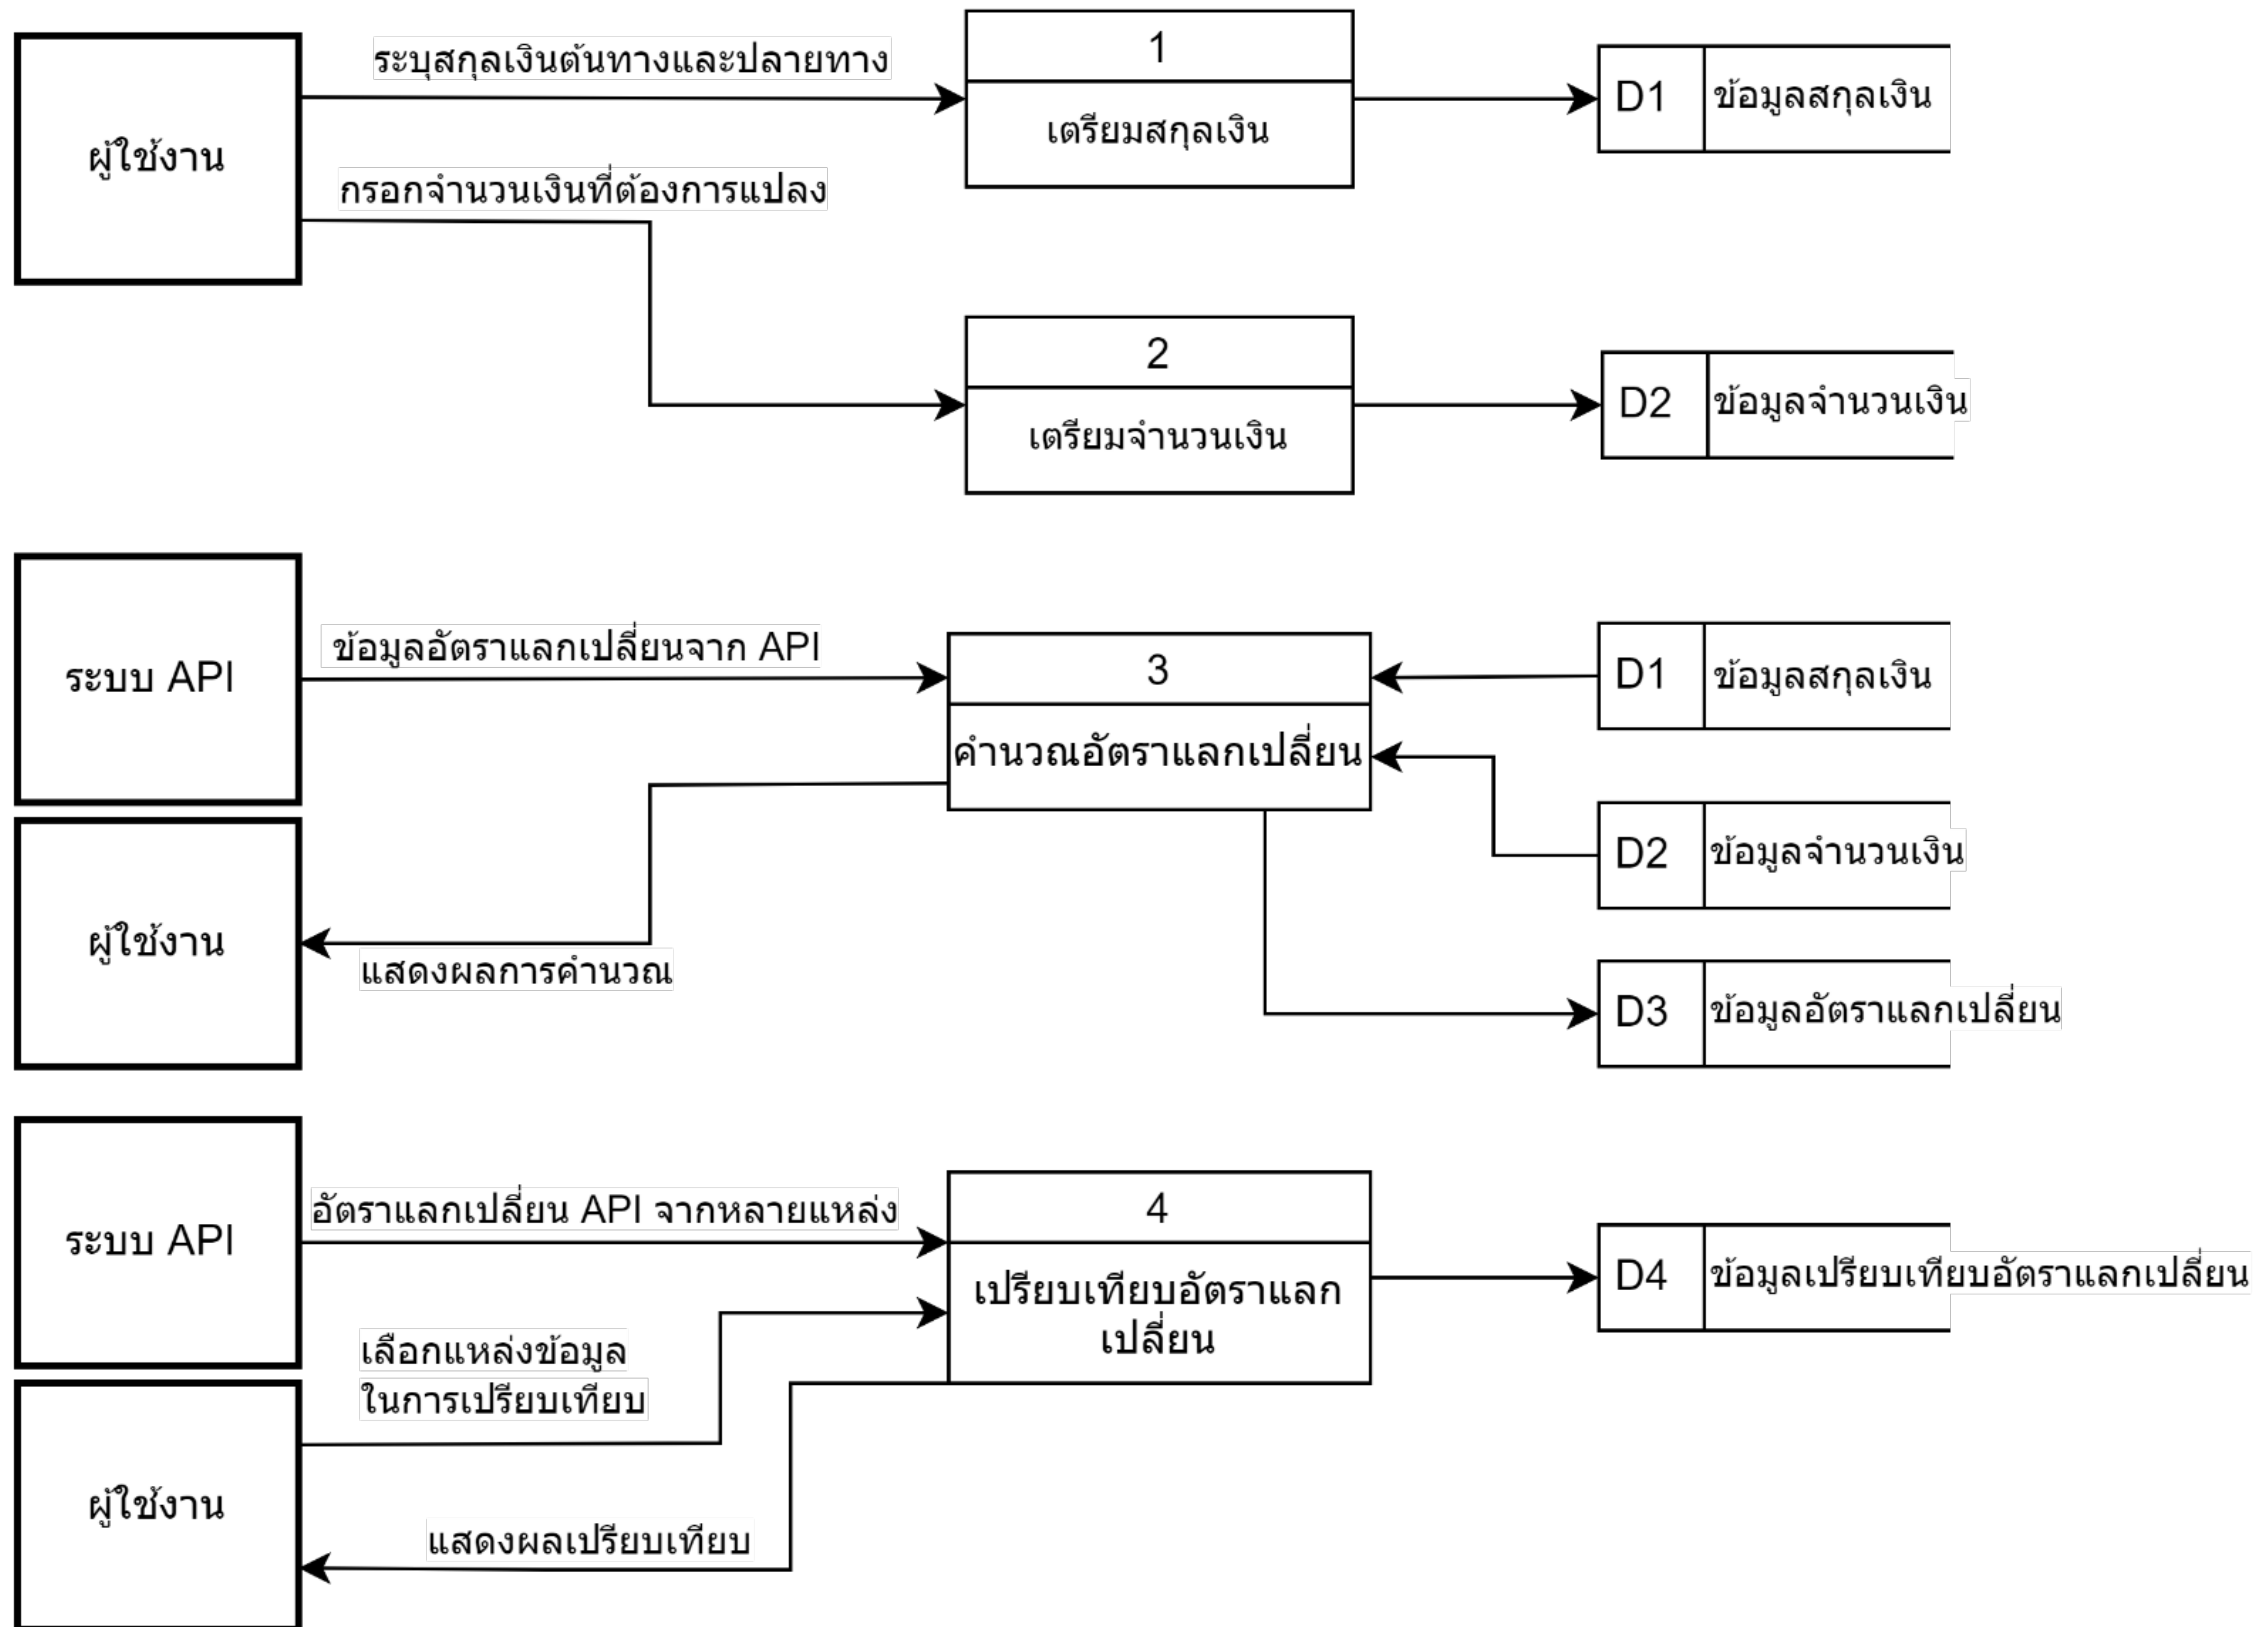 ผู้ใช้งาน
ระบุสกุลเงินต้นทางและปลายทาง
กรอกจำนวนเงินที่ต้องการแปลง
1
เตรียมสกุลเงิน
D1 ข้อมูลสกุลเงิน
2
เตรียมจำนวนเงิน
D2 ข้อมูลจำนวนเงิน
ระบบ API
ข้อมูลอัตราแลกเปลี่ยนจาก API
3
คำนวณอัตราแลกเปลี่ยน
D1 ข้อมูลสกุลเงิน
D2 ข้อมูลจำนวนเงิน
ผู้ใช้งาน
แสดงผลการคำนวณ
D3 ข้อมูลอัตราแลกเปลี่ยน
ระบบ API
อัตราแลกเปลี่ยน API จากหลายแหล่ง
4
เปรียบเทียบอัตราแลก
เปลี่ยน
D4 ข้อมูลเปรียบเทียบอัตราแลกเปลี่ยน
เลือกแหล่งข้อมูล
ในการเปรียบเทียบ
ผู้ใช้งาน
แสดงผลเปรียบเทียบ